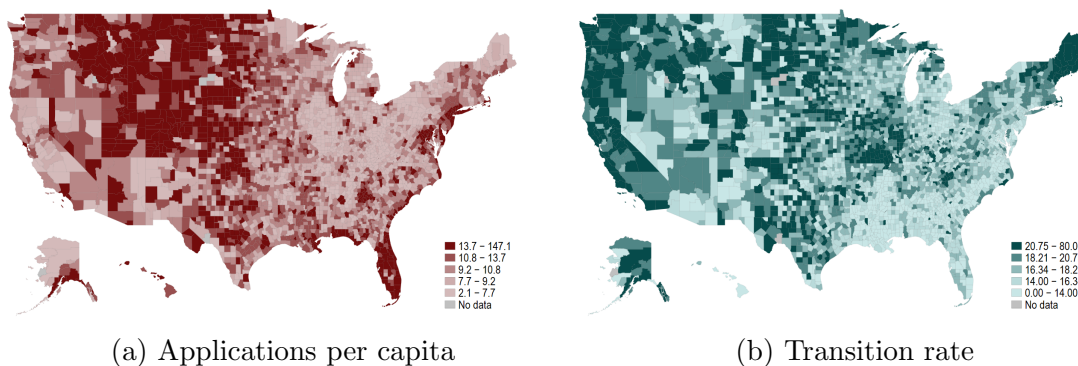 13.7 − 147.1
10.8 − 13.7
9.2 − 10.8
7.7 − 9.2
2.1 − 7.7
No data
20.75 − 80.0
18.21 − 20.7
16.34 − 18.2
14.00 − 16.3
0.00 − 14.00
No data
(a) Applications per capita
(b) Transition rate